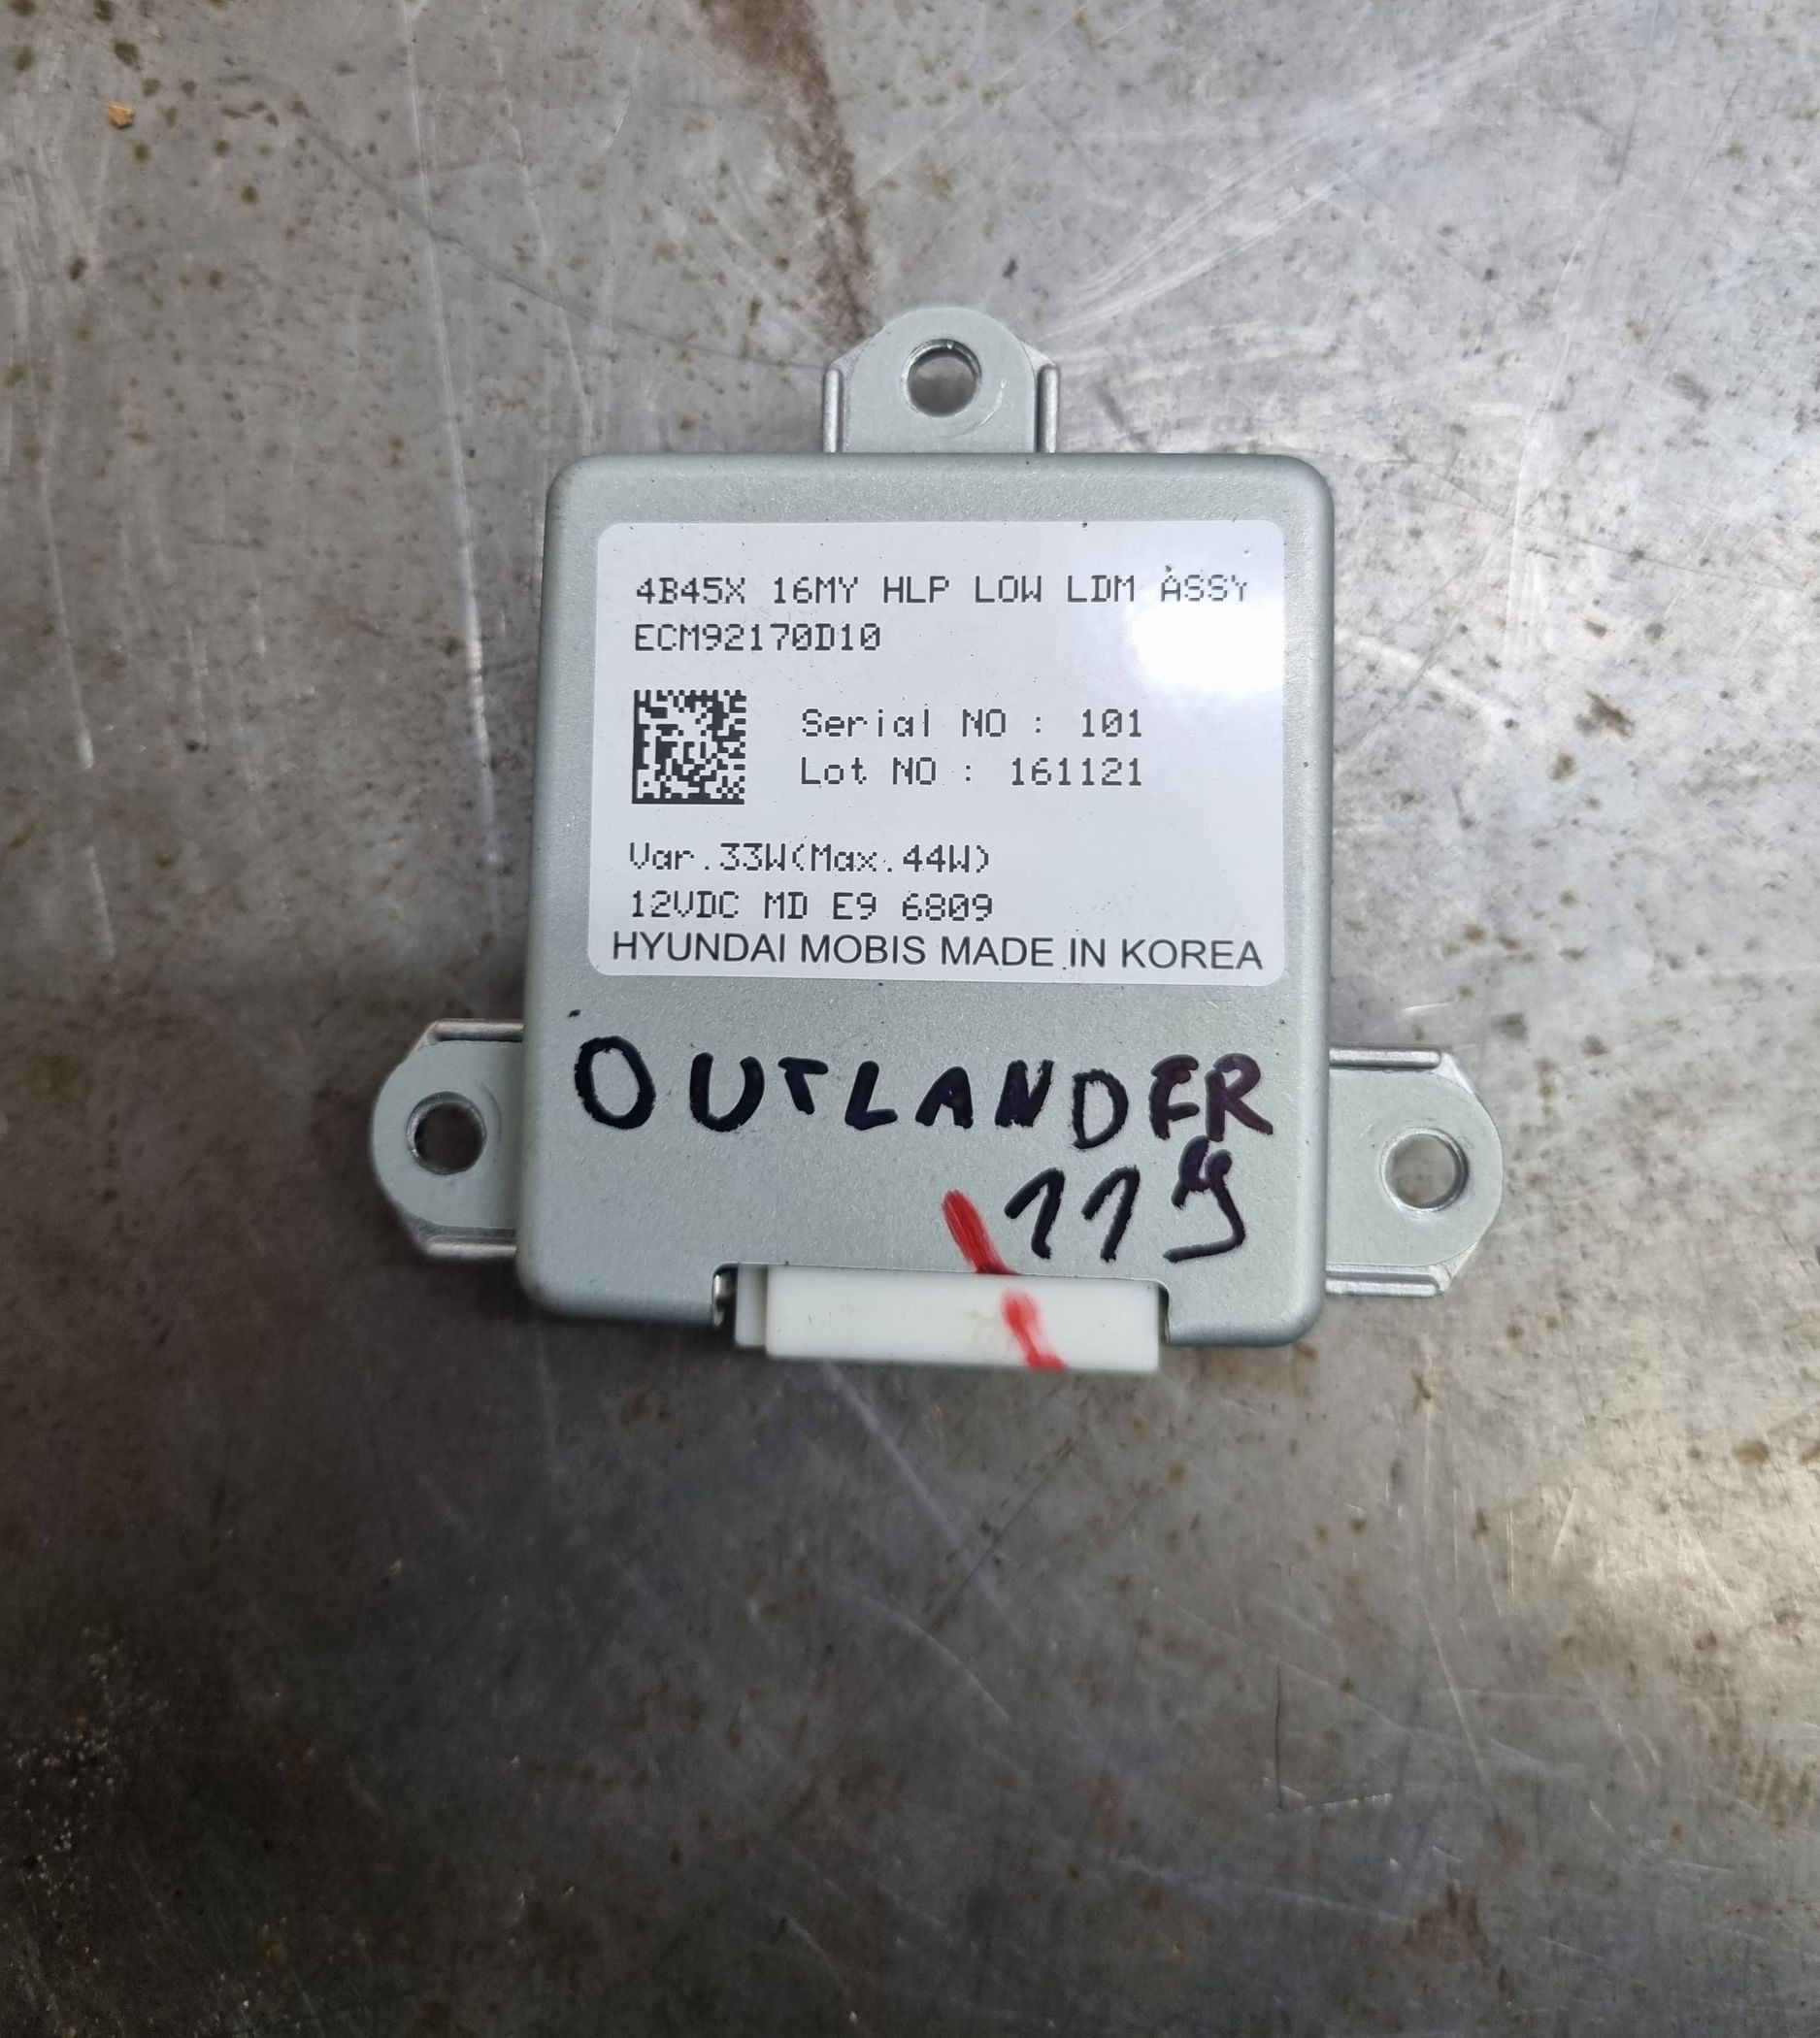 4B45X 16MY HLP LOW LDM ASSY
ECM92170D10
Serial NO : 101
Lot NO : 161121
Var.33W(Max.44W)
12VDC MD E9 6809
HYUNDAI MOBIS MADE IN KOREA
OUTLANDER
119